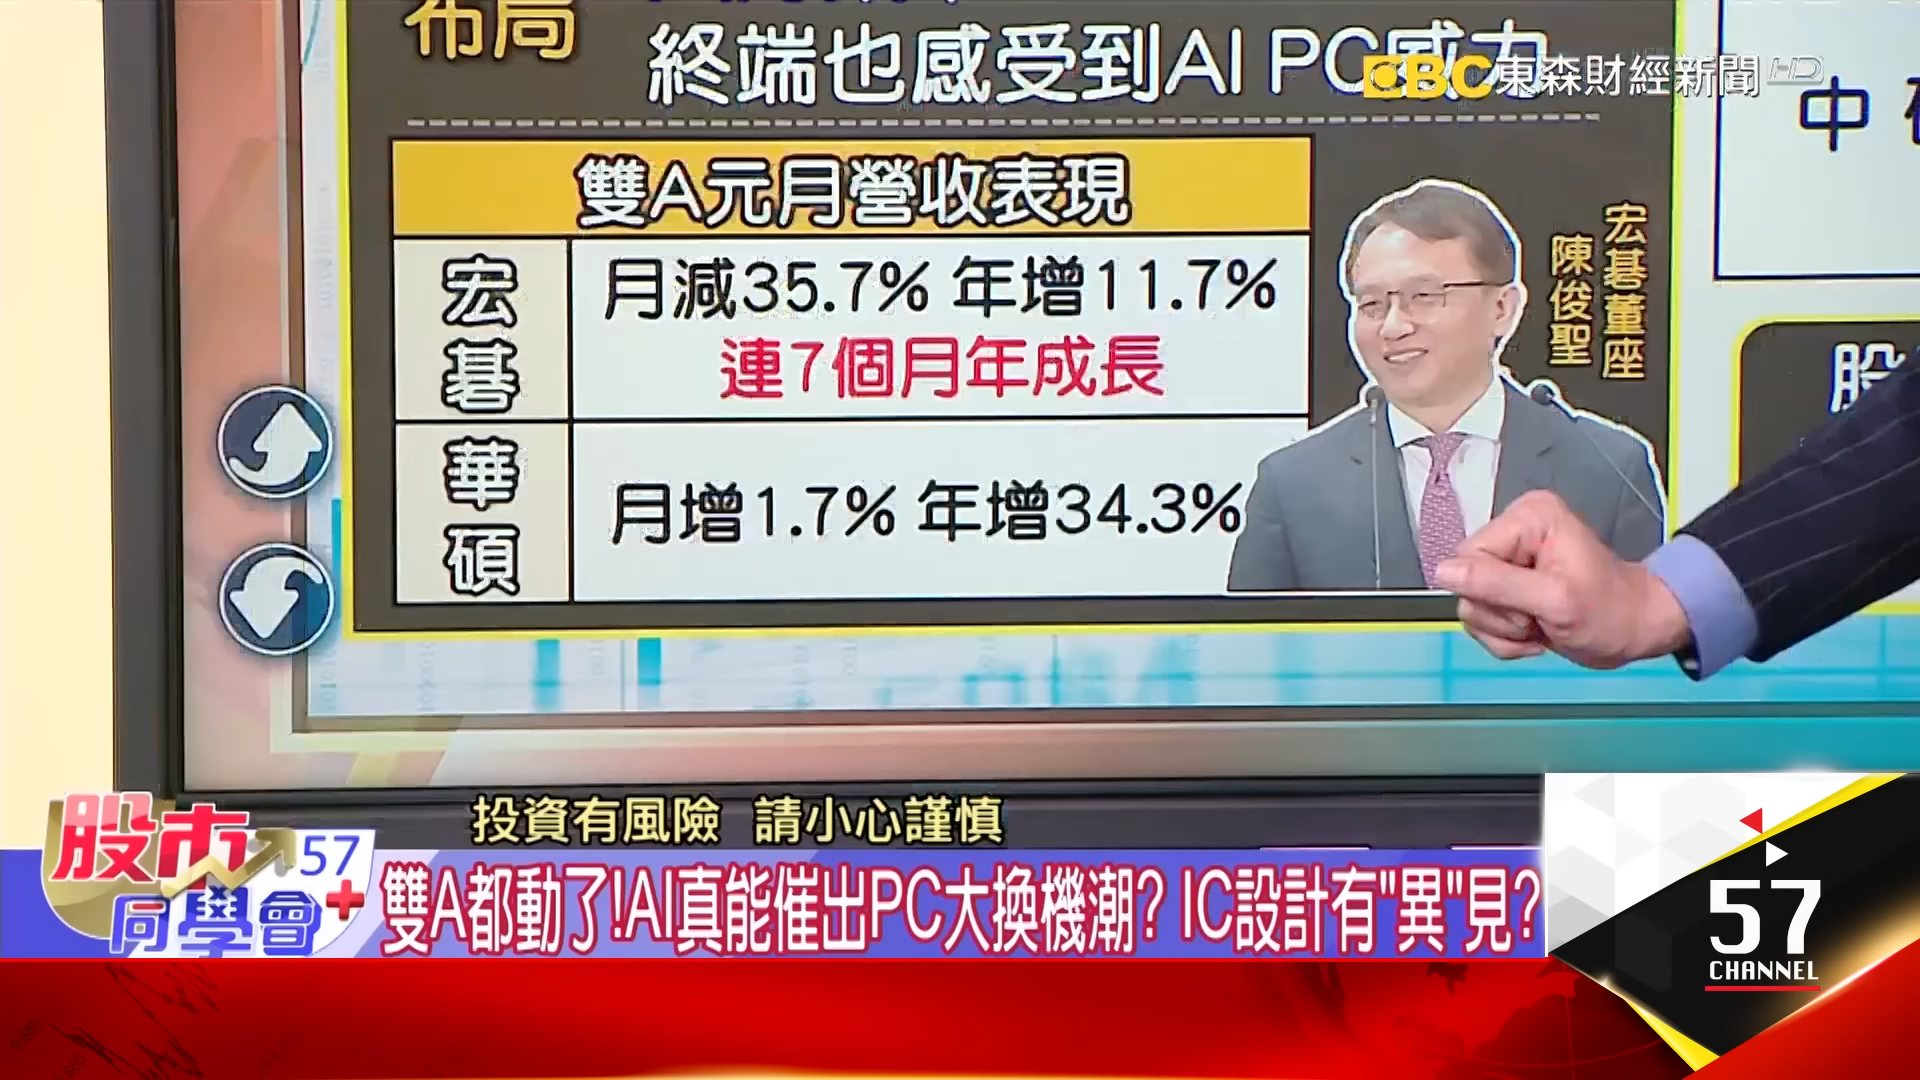 布局
終端也感受到AI PC威力
EBC東森財經新聞HD
中
雙A元月營收表現
宏碁
月減35.7% 年增11.7%
連7個月年成長
華碩
月增1.7% 年增34.3%
宏碁董座
陳俊聖
股
投資有風險 請小心謹慎
股市同學會
57
+
雙A都動了!AI真能催出PC大換機潮? IC設計有"異"見?
57
CHANNEL